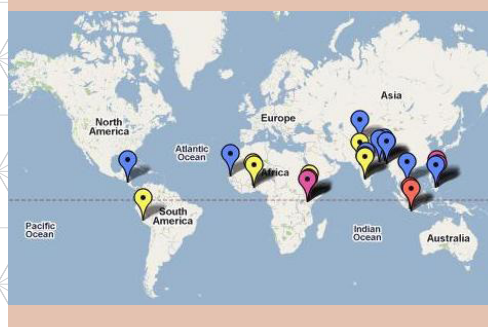 Asia
Europe
North
America
Atlantic
Ocean
Africa
South
America
Pacific
Ocean
Indian
Ocean
Australia